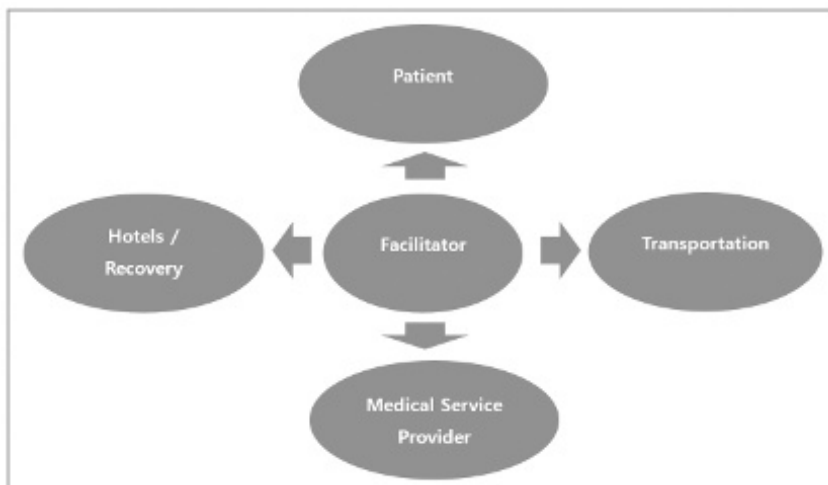 Patient
Hotels /
Recovery
Facilitator
Transportation
Medical Service
Provider